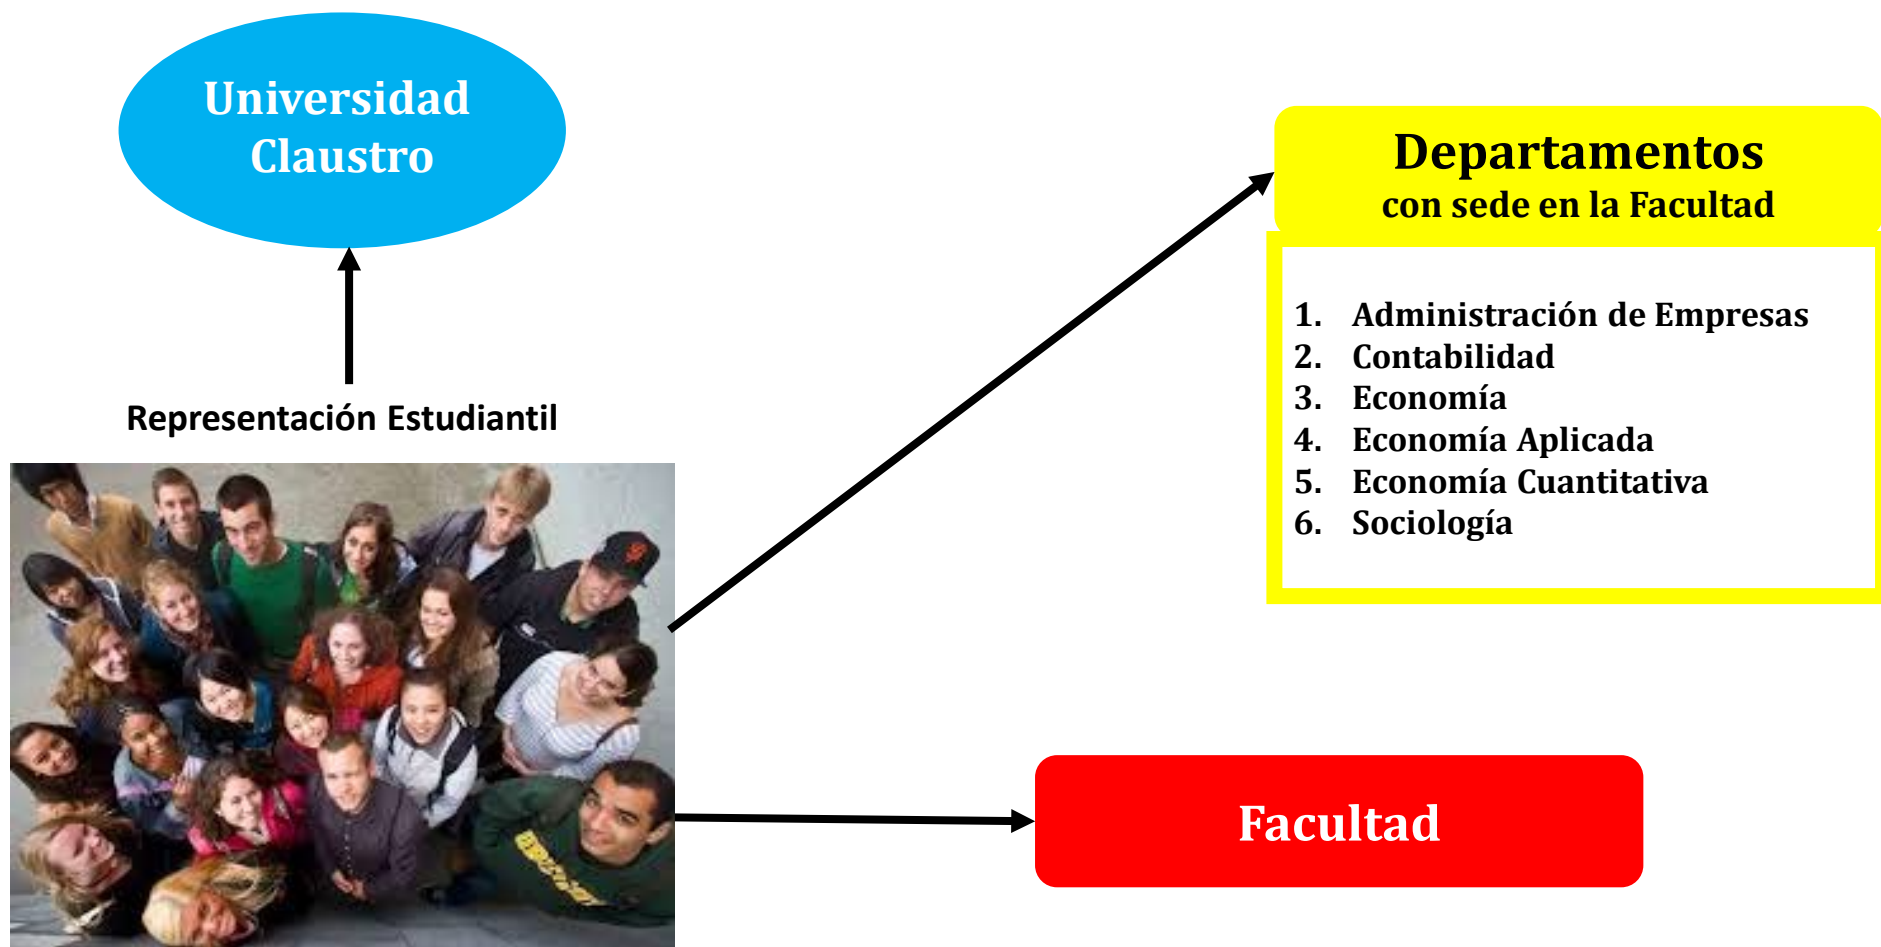 Universidad
Claustro
Departamentos
con sede en la Facultad
1. Administración de Empresas
2. Contabilidad
3. Economía
4. Economía Aplicada
5. Economía Cuantitativa
6. Sociología
Representación Estudiantil
Facultad